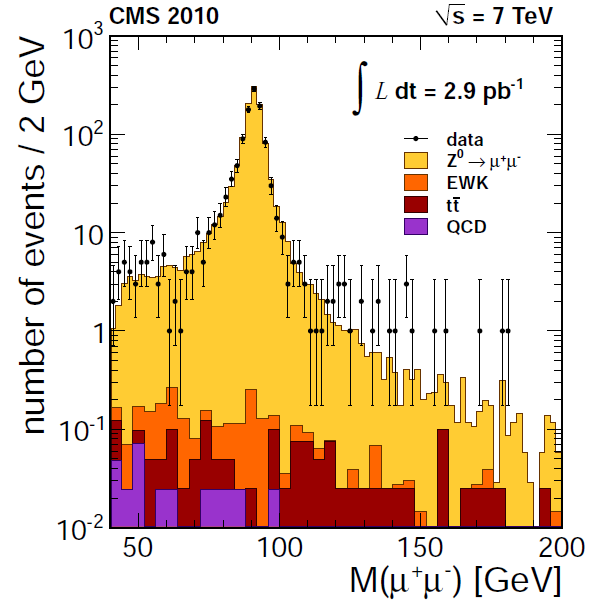 CMS 2010
√s = 7 TeV
∫ L dt = 2.9 pb⁻¹
data
Z⁰ → μ⁺μ⁻
EWK
tt̄
QCD
number of events / 2 GeV
10³
10²
10
1
10⁻¹
10⁻²
50
100
150
200
M(μ⁺μ⁻) [GeV]